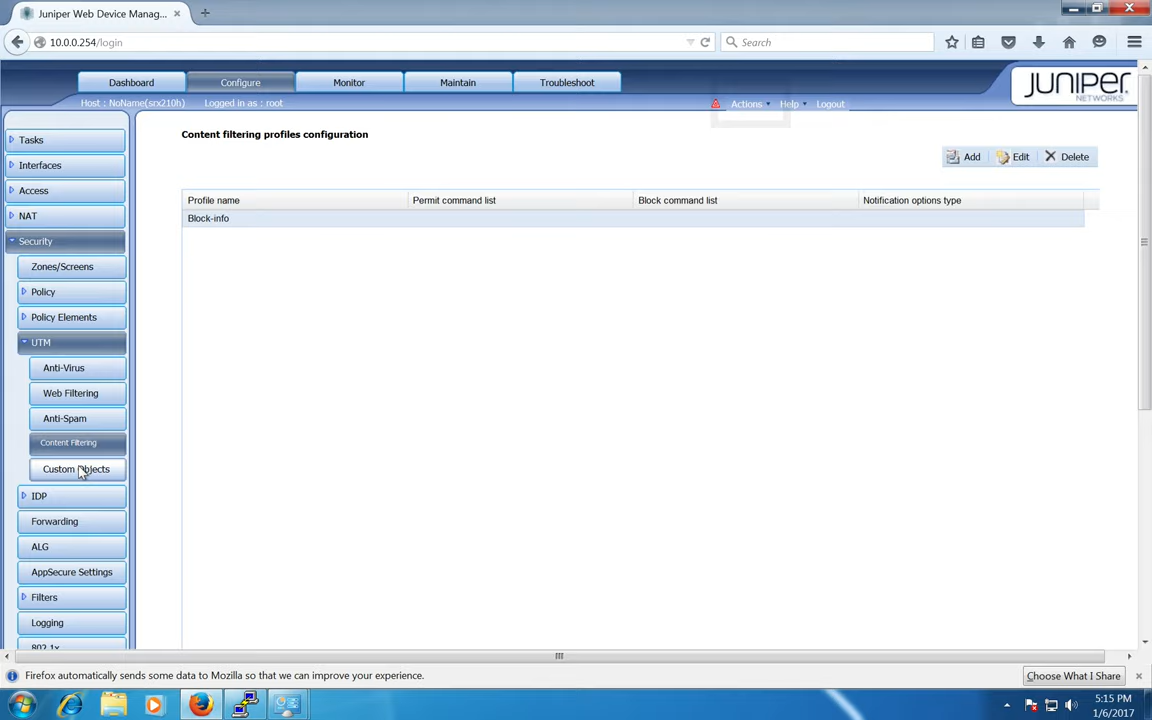 Juniper Web Device Manag...
10.0.0.254/login
Search
Dashboard
Configure
Monitor
Maintain
Troubleshoot
Host : NoName(srx210h)
Logged in as : root
Actions
Help
Logout
JUNIPER
NETWORKS
Tasks
Interfaces
Access
NAT
Security
Zones/Screens
Policy
Policy Elements
UTM
Anti-Virus
Web Filtering
Anti-Spam
Content Filtering
Custom Objects
IDP
Forwarding
ALG
AppSecure Settings
Filters
Logging
802.1x
Content filtering profiles configuration
Add
Edit
Delete
Profile name
Permit command list
Block command list
Notification options type
Block-info
Firefox automatically sends some data to Mozilla so that we can improve your experience.
Choose What I Share
5:15 PM
1/6/2017